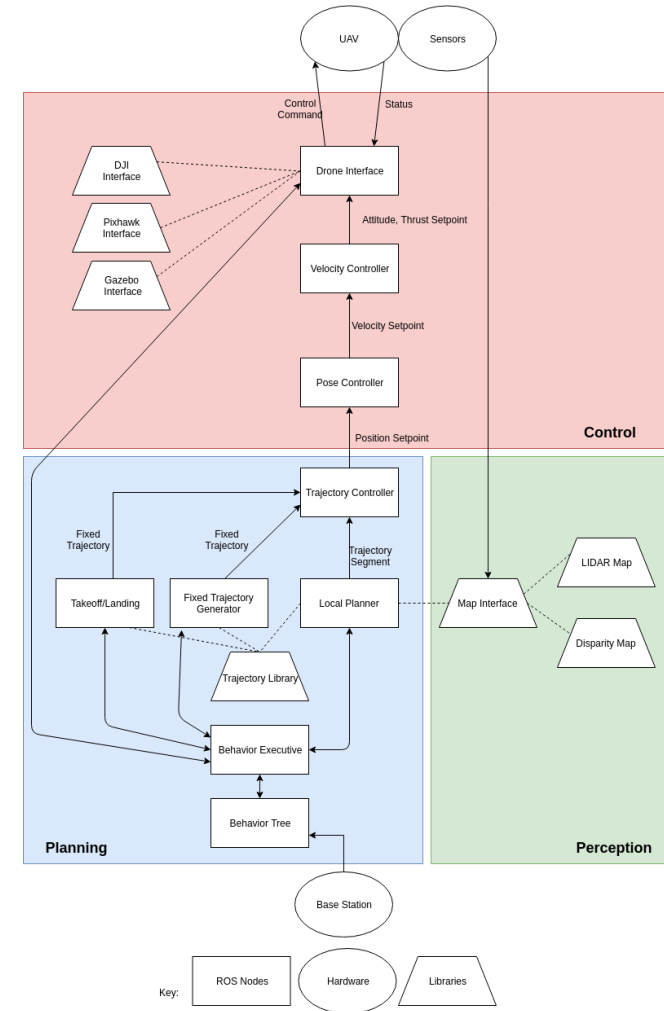 UAV
Sensors
Control
Command
Status
DJI
Interface
Drone Interface
Pixhawk
Interface
Attitude, Thrust Setpoint
Gazebo
Interface
Velocity Controller
Velocity Setpoint
Pose Controller
Control
Position Setpoint
Trajectory Controller
Fixed
Trajectory
Fixed
Trajectory
Trajectory
Segment
LIDAR Map
Takeoff/Landing
Fixed Trajectory
Generator
Local Planner
Map Interface
Disparity Map
Trajectory Library
Behavior Executive
Behavior Tree
Planning
Perception
Base Station
Key:
ROS Nodes
Hardware
Libraries